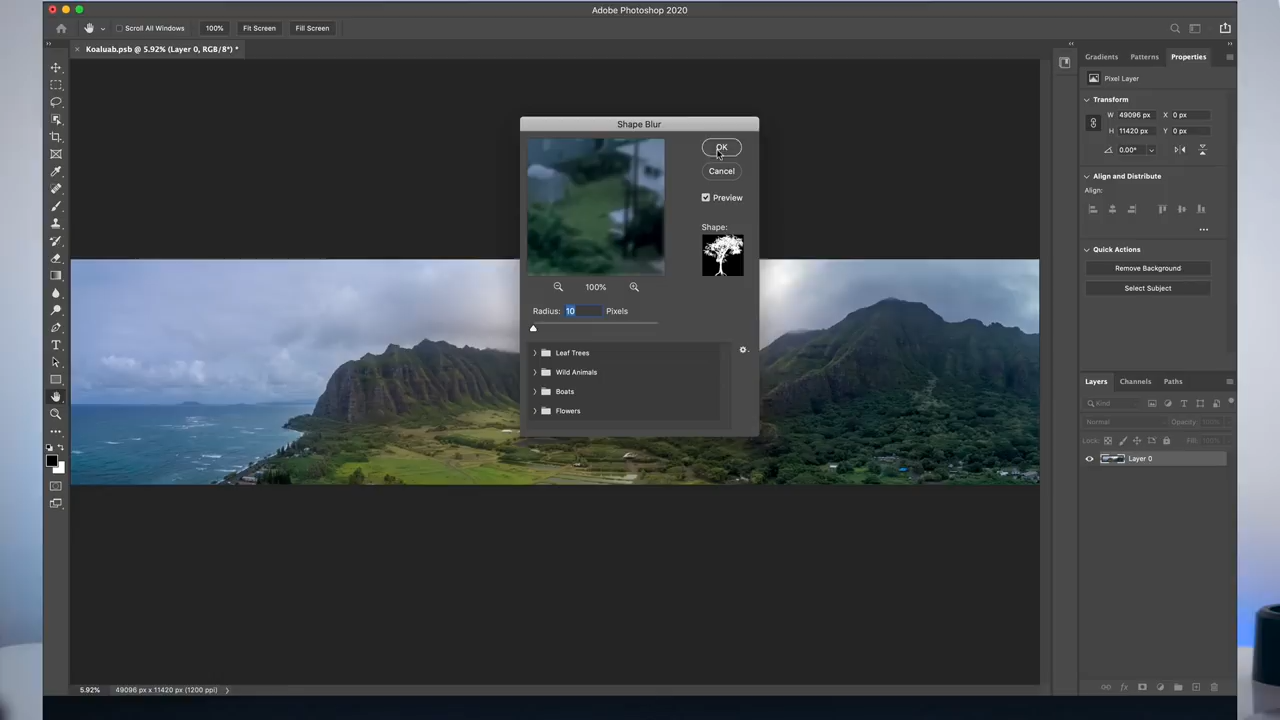 Adobe Photoshop 2020
Scroll All Windows 100% Fit Screen Fill Screen
× Koaluab.psb @ 5.92% (Layer 0, RGB/8*) *
Gradients Patterns Properties
Pixel Layer
Transform
W 49096 px X 0 px
H 11420 px Y 0 px
0.00°
Align and Distribute
Align:
Quick Actions
Remove Background
Select Subject
Shape Blur
OK
Cancel
Preview
Shape:
100%
Radius: 10 Pixels
Leaf Trees
Wild Animals
Boats
Flowers
Layers Channels Paths
Kind
Normal Opacity: 100%
Lock: Fill: 100%
Layer 0
5.92% 49096 px x 11420 px (1200 ppi)